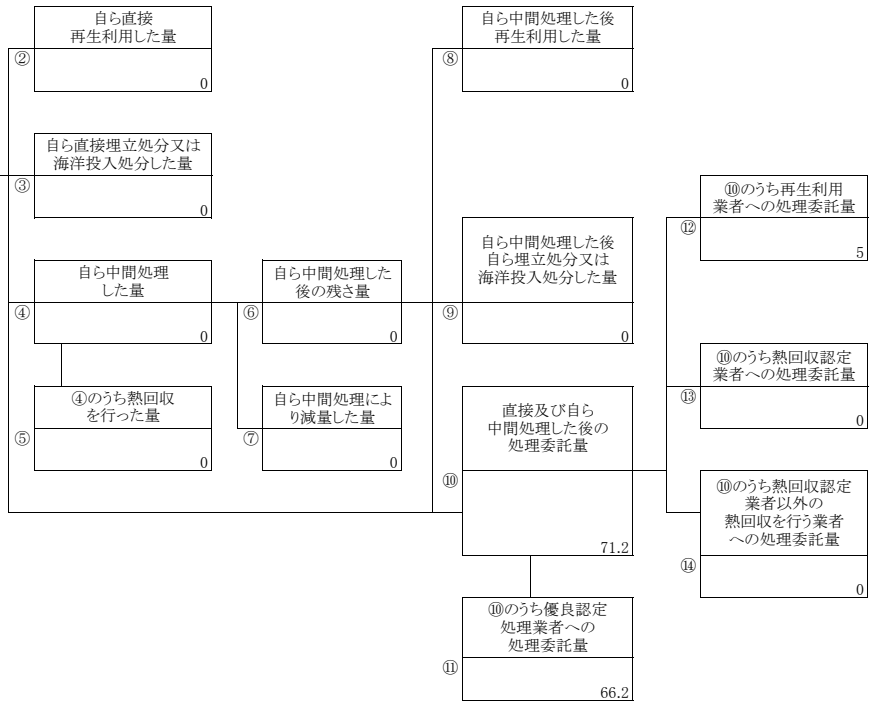 自ら直接
再生利用した量
②
0
自ら直接埋立処分又は
海洋投入処分した量
③
0
自ら中間処理
した量
④
0
④のうち熱回収
を行った量
⑤
0
自ら中間処理した
後の残さ量
⑥
0
自ら中間処理によ
り減量した量
⑦
0
自ら中間処理した後
再生利用した量
⑧
0
自ら中間処理した後
自ら埋立処分又は
海洋投入処分した量
⑨
0
直接及び自ら
中間処理した後の
処理委託量
⑩
71.2
⑩のうち優良認定
処理業者への
処理委託量
⑪
66.2
⑩のうち再生利用
業者への処理委託量
⑫
5
⑩のうち熱回収認定
業者への処理委託量
⑬
0
⑩のうち熱回収認定
業者以外の
熱回収を行う業者
への処理委託量
⑭
0